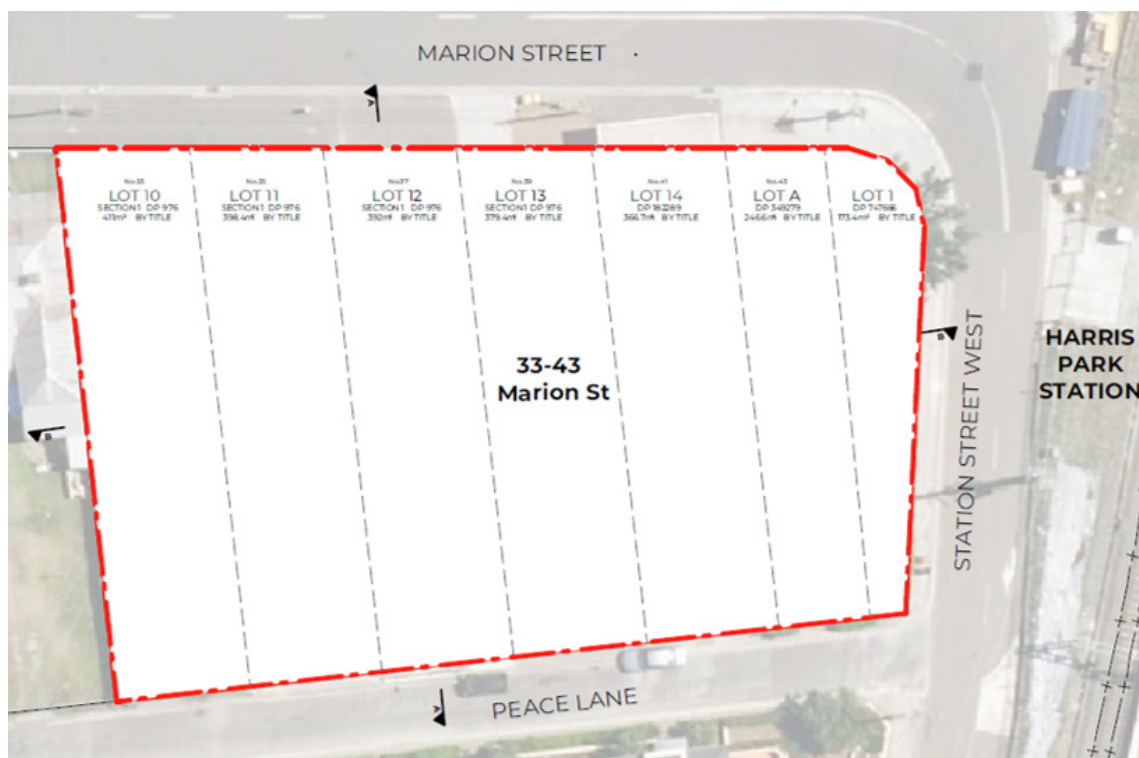 MARION STREET
A
No.33
LOT 10
SECTION 1 DP 976
411m² BY TITLE
No.35
LOT 11
SECTION 1 DP 976
398.4m² BY TITLE
No.37
LOT 12
SECTION 1 DP 976
392m² BY TITLE
No.39
LOT 13
SECTION 1 DP 976
379.4m² BY TITLE
No.41
LOT 14
DP 182289
366.7m² BY TITLE
No.43
LOT A
DP 349279
246.6m² BY TITLE
LOT 1
DP 747666
173.4m² BY TITLE
33-43
Marion St
B
B
STATION STREET WEST
HARRIS
PARK
STATION
A
PEACE LANE